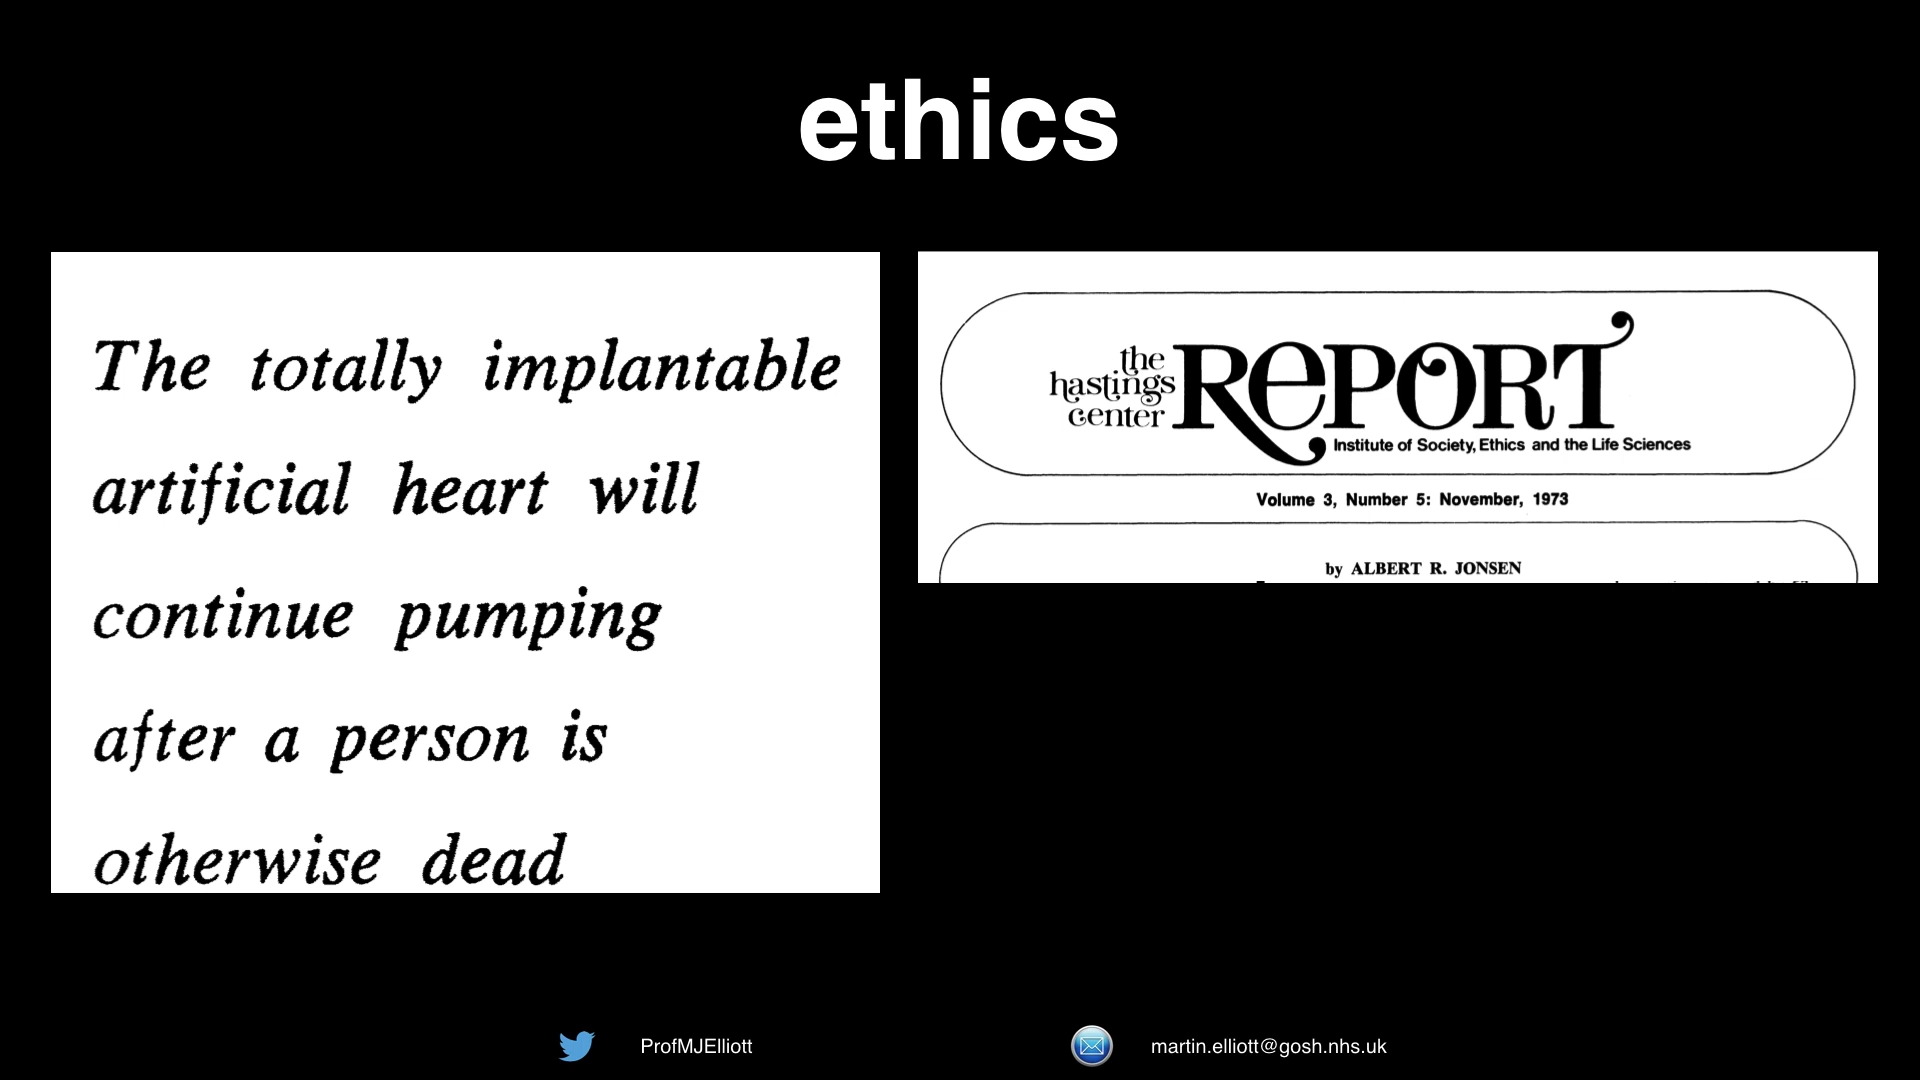 ethics
The totally implantable
artificial heart will
continue pumping
after a person is
otherwise dead
the
hastings
center
RePORT
Institute of Society, Ethics and the Life Sciences
Volume 3, Number 5: November, 1973
by ALBERT R. JONSEN
ProfMJElliott
martin.elliott@gosh.nhs.uk